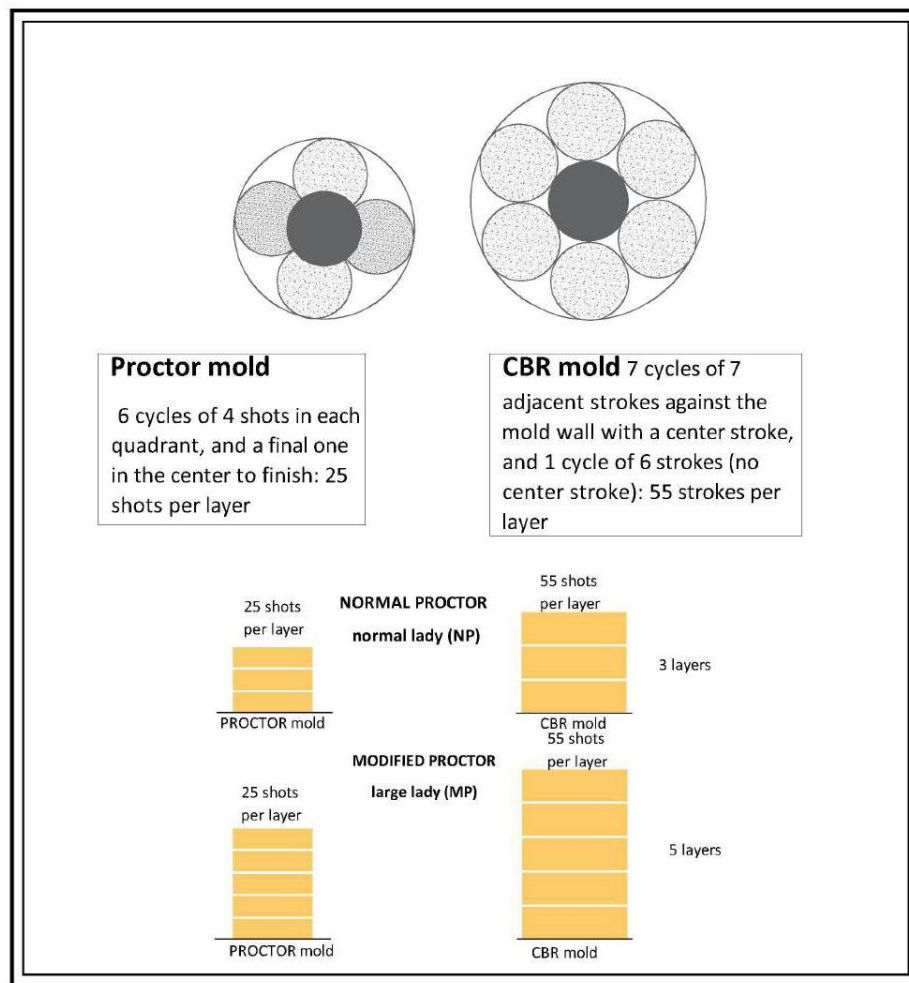 Proctor mold
6 cycles of 4 shots in each
quadrant, and a final one
in the center to finish: 25
shots per layer
CBR mold 7 cycles of 7
adjacent strokes against the
mold wall with a center stroke,
and 1 cycle of 6 strokes (no
center stroke): 55 strokes per
layer
25 shots
per layer
NORMAL PROCTOR
normal lady (NP)
55 shots
per layer
3 layers
PROCTOR mold
CBR mold
25 shots
per layer
MODIFIED PROCTOR
large lady (MP)
55 shots
per layer
5 layers
PROCTOR mold
CBR mold